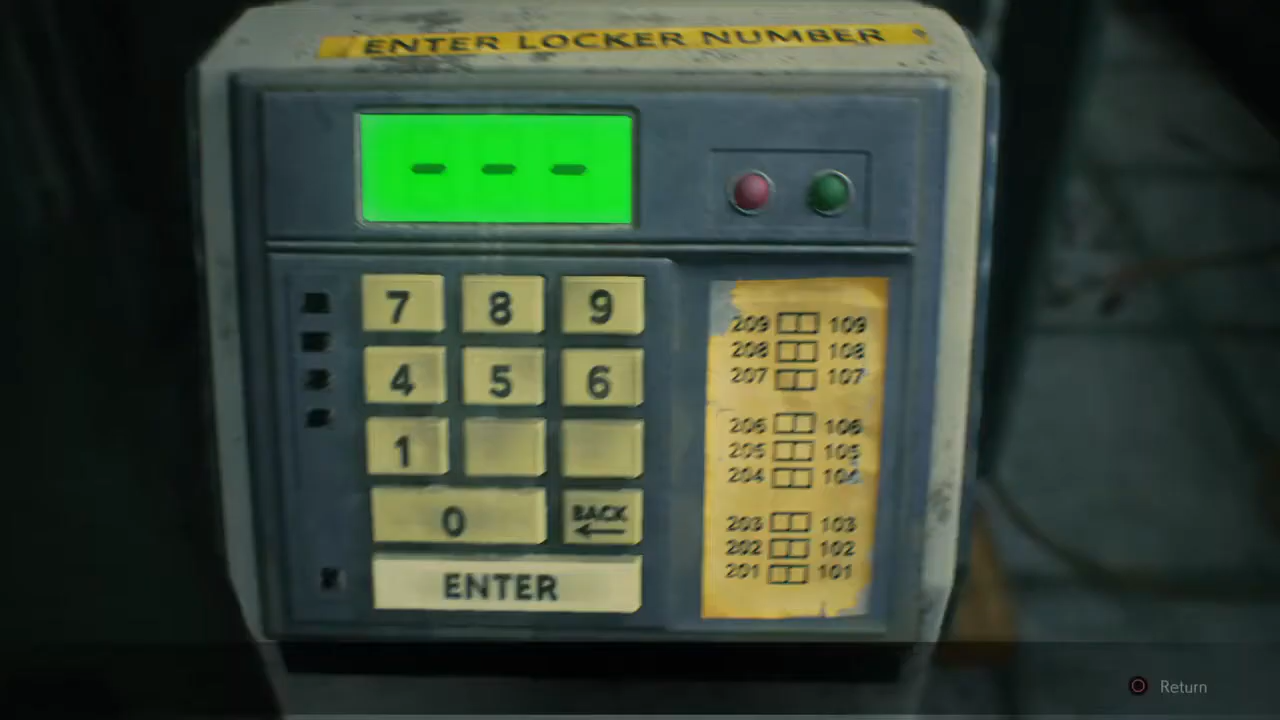 ENTER LOCKER NUMBER
- - -
7 8 9
4 5 6
1
0 BACK
ENTER
209 109
208 108
207 107
206 106
205 105
204 104
203 103
202 102
201 101
Return